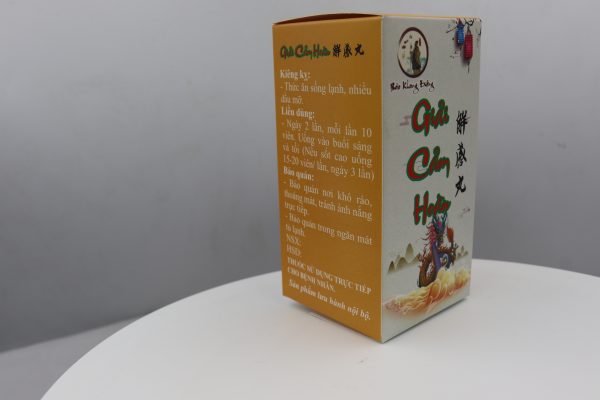 Giải Cảm Hoàn 解感丸
Kiêng kỵ:
- Thức ăn sống lạnh, nhiều
dầu mỡ.
Liều dùng:
- Ngày 2 lần, mỗi lần 10
viên. Uống vào buổi sáng
và tối (Nếu sốt cao uống
15-20 viên/ lần, ngày 3 lần)
Bảo quản:
- Bảo quản nơi khô ráo,
thoáng mát, tránh ánh nắng
trực tiếp.
- Bảo quản trong ngăn mát
tủ lạnh.
NSX:
HSD:
THUỐC SỬ DỤNG TRỰC TIẾP
CHO BỆNH NHÂN.
Sản phẩm lưu hành nội bộ.
Bảo Khang Đường
Giải
Cảm
Hoàn
解感丸